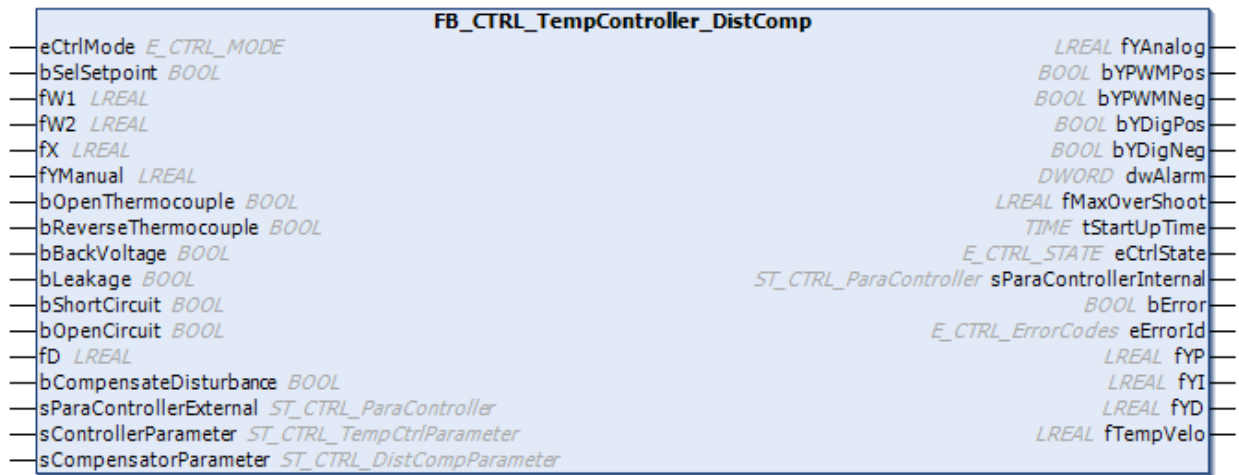 FB_CTRL_TempController_DistComp
eCtrlMode E_CTRL_MODE LREAL fYAnalog
bSelSetpoint BOOL BOOL bYPWMPos
fW1 LREAL BOOL bYPWMNeg
fW2 LREAL BOOL bYDigPos
fX LREAL BOOL bYDigNeg
fYManual LREAL DWORD dwAlarm
bOpenThermocouple BOOL LREAL fMaxOverShoot
bReverseThermocouple BOOL TIME tStartUpTime
bBackVoltage BOOL E_CTRL_STATE eCtrlState
bLeakage BOOL ST_CTRL_ParaController sParaControllerInternal
bShortCircuit BOOL BOOL bError
bOpenCircuit BOOL E_CTRL_ErrorCodes eErrorId
fD LREAL LREAL fYP
bCompensateDisturbance BOOL LREAL fYI
sParaControllerExternal ST_CTRL_ParaController LREAL fYD
sControllerParameter ST_CTRL_TempCtrlParameter LREAL fTempVelo
sCompensatorParameter ST_CTRL_DistCompParameter